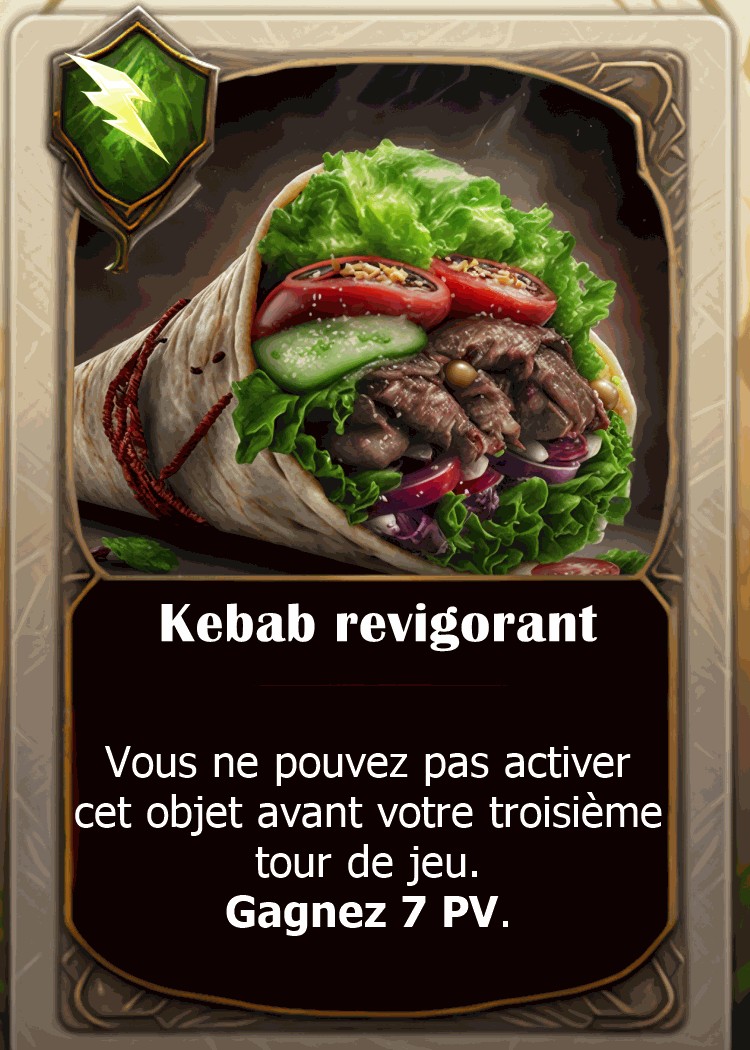 Kebab revigorant
Vous ne pouvez pas activer
cet objet avant votre troisième
tour de jeu.
Gagnez 7 PV.